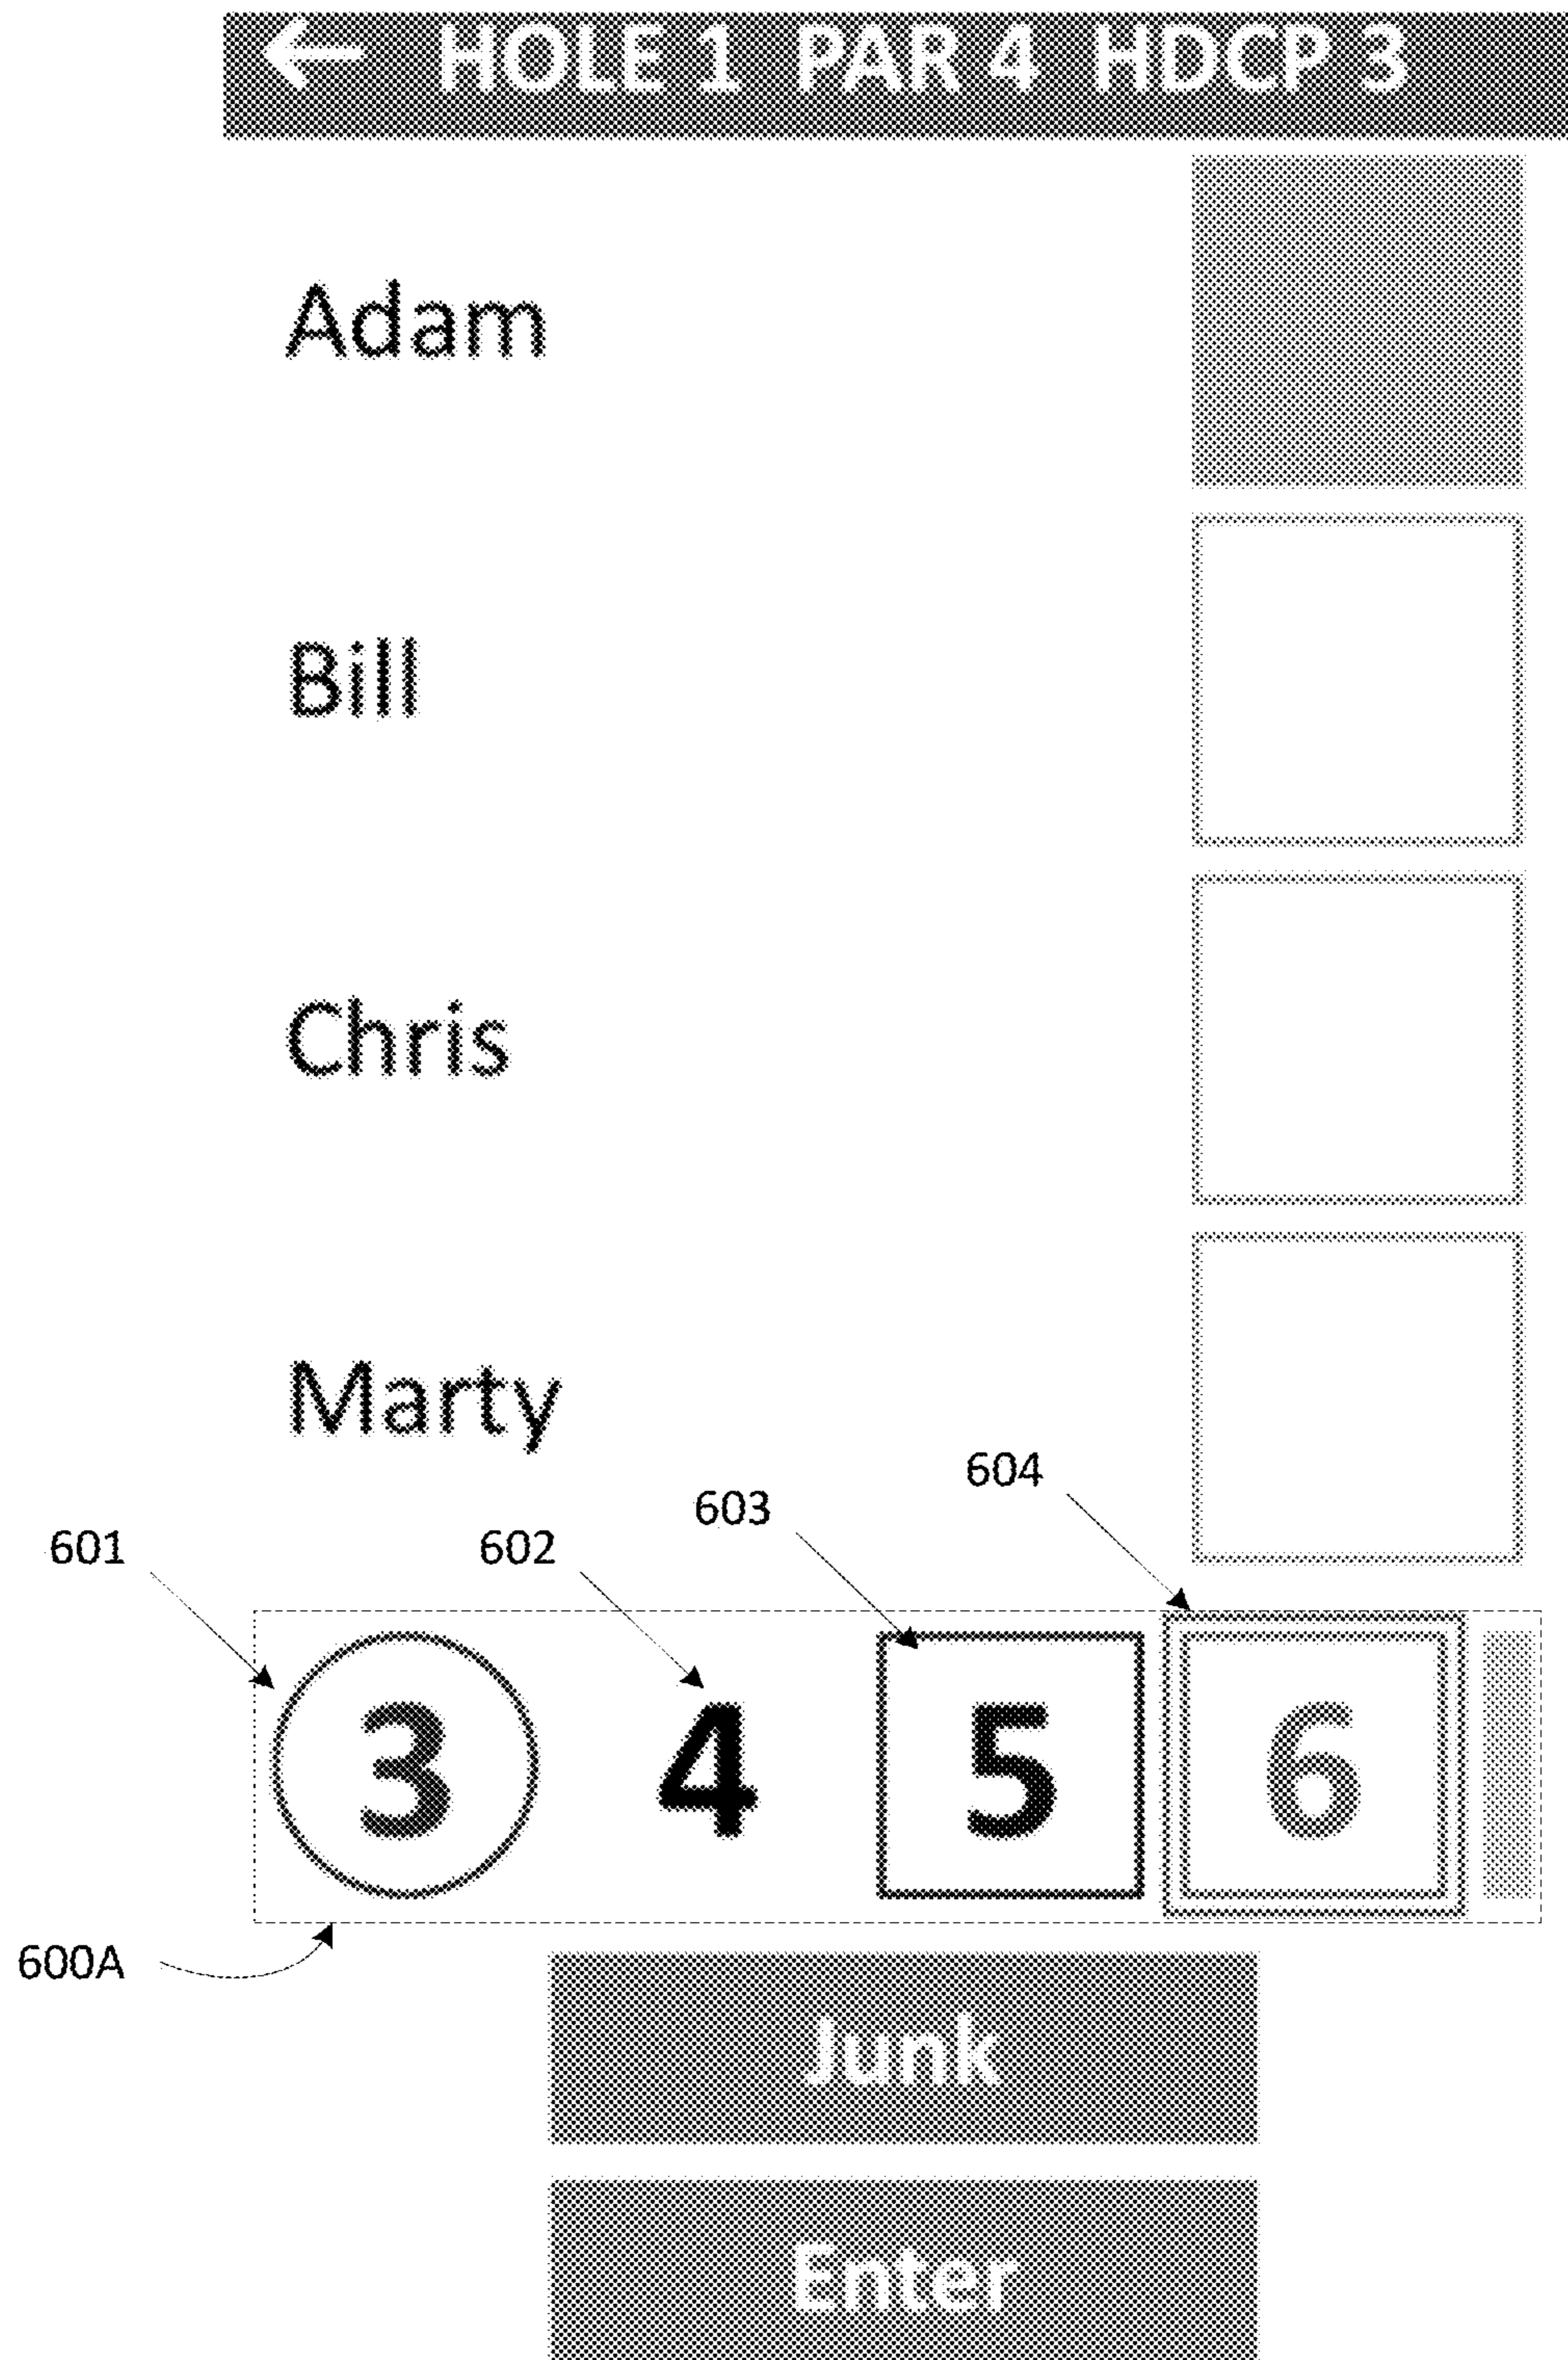 ← HOLE 1 PAR 4 HDCP 3
Adam
Bill
Chris
Marty
604
603
601 602
3 4 5 6
600A
Junk
Enter